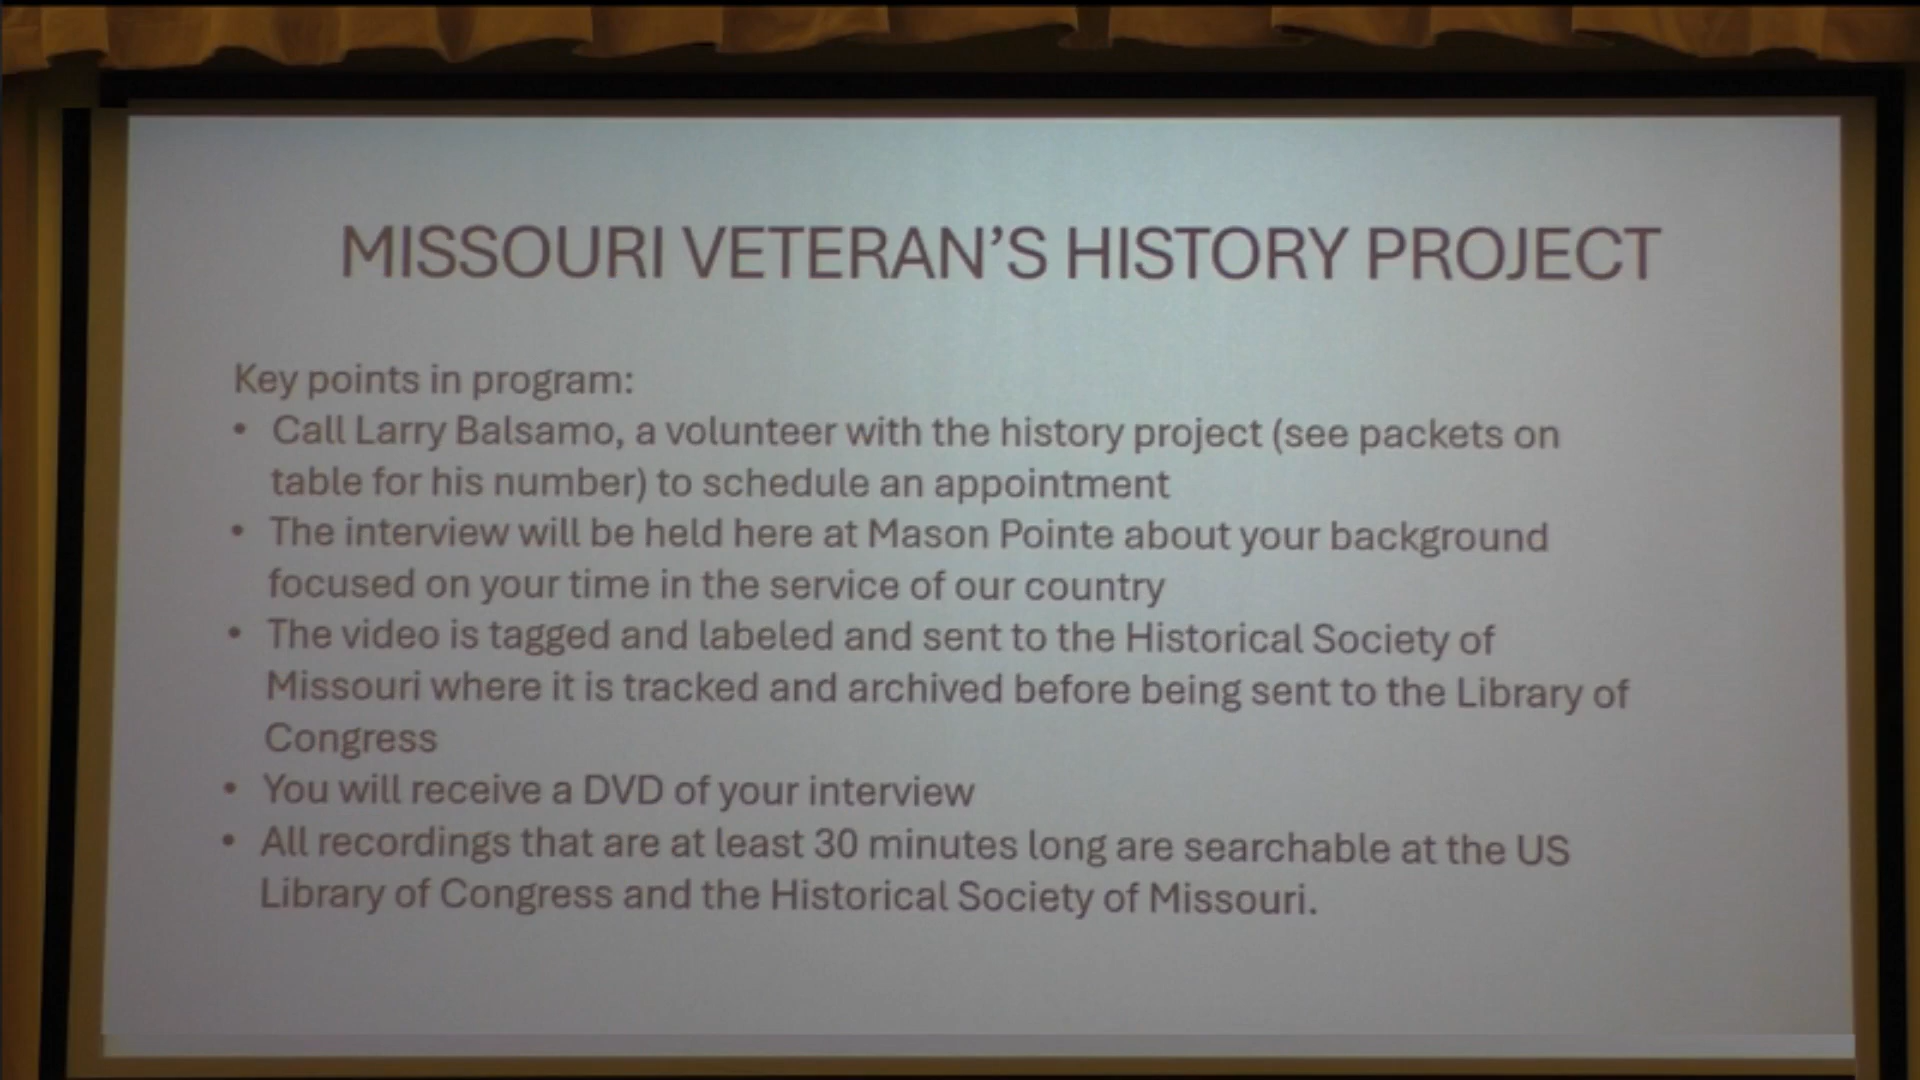 MISSOURI VETERAN’S HISTORY PROJECT
Key points in program:
• Call Larry Balsamo, a volunteer with the history project (see packets on
table for his number) to schedule an appointment
• The interview will be held here at Mason Pointe about your background
focused on your time in the service of our country
• The video is tagged and labeled and sent to the Historical Society of
Missouri where it is tracked and archived before being sent to the Library of
Congress
• You will receive a DVD of your interview
• All recordings that are at least 30 minutes long are searchable at the US
Library of Congress and the Historical Society of Missouri.